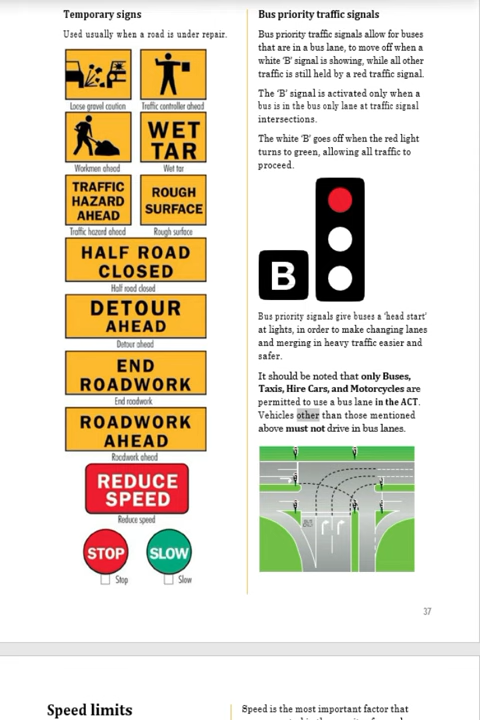 Temporary signs
Used usually when a road is under repair.
Loose gravel caution
Traffic controller ahead
Workmen ahead
WET
TAR
Wet tar
TRAFFIC
HAZARD
AHEAD
Traffic hazard ahead
ROUGH
SURFACE
Rough surface
HALF ROAD
CLOSED
Half road closed
DETOUR
AHEAD
Detour ahead
END
ROADWORK
End roadwork
ROADWORK
AHEAD
Roadwork ahead
REDUCE
SPEED
Reduce speed
STOP
Stop
SLOW
Slow
Bus priority traffic signals
Bus priority traffic signals allow for buses
that are in a bus lane, to move off when a
white ‘B’ signal is showing, while all other
traffic is still held by a red traffic signal.
The ‘B’ signal is activated only when a
bus is in the bus only lane at traffic signal
intersections.
The white ‘B’ goes off when the red light
turns to green, allowing all traffic to
proceed.
B
Bus priority signals give buses a ‘head start’
at lights, in order to make changing lanes
and merging in heavy traffic easier and
safer.
It should be noted that only Buses,
Taxis, Hire Cars, and Motorcycles are
permitted to use a bus lane in the ACT.
Vehicles other than those mentioned
above must not drive in bus lanes.
37
Speed limits
Speed is the most important factor that